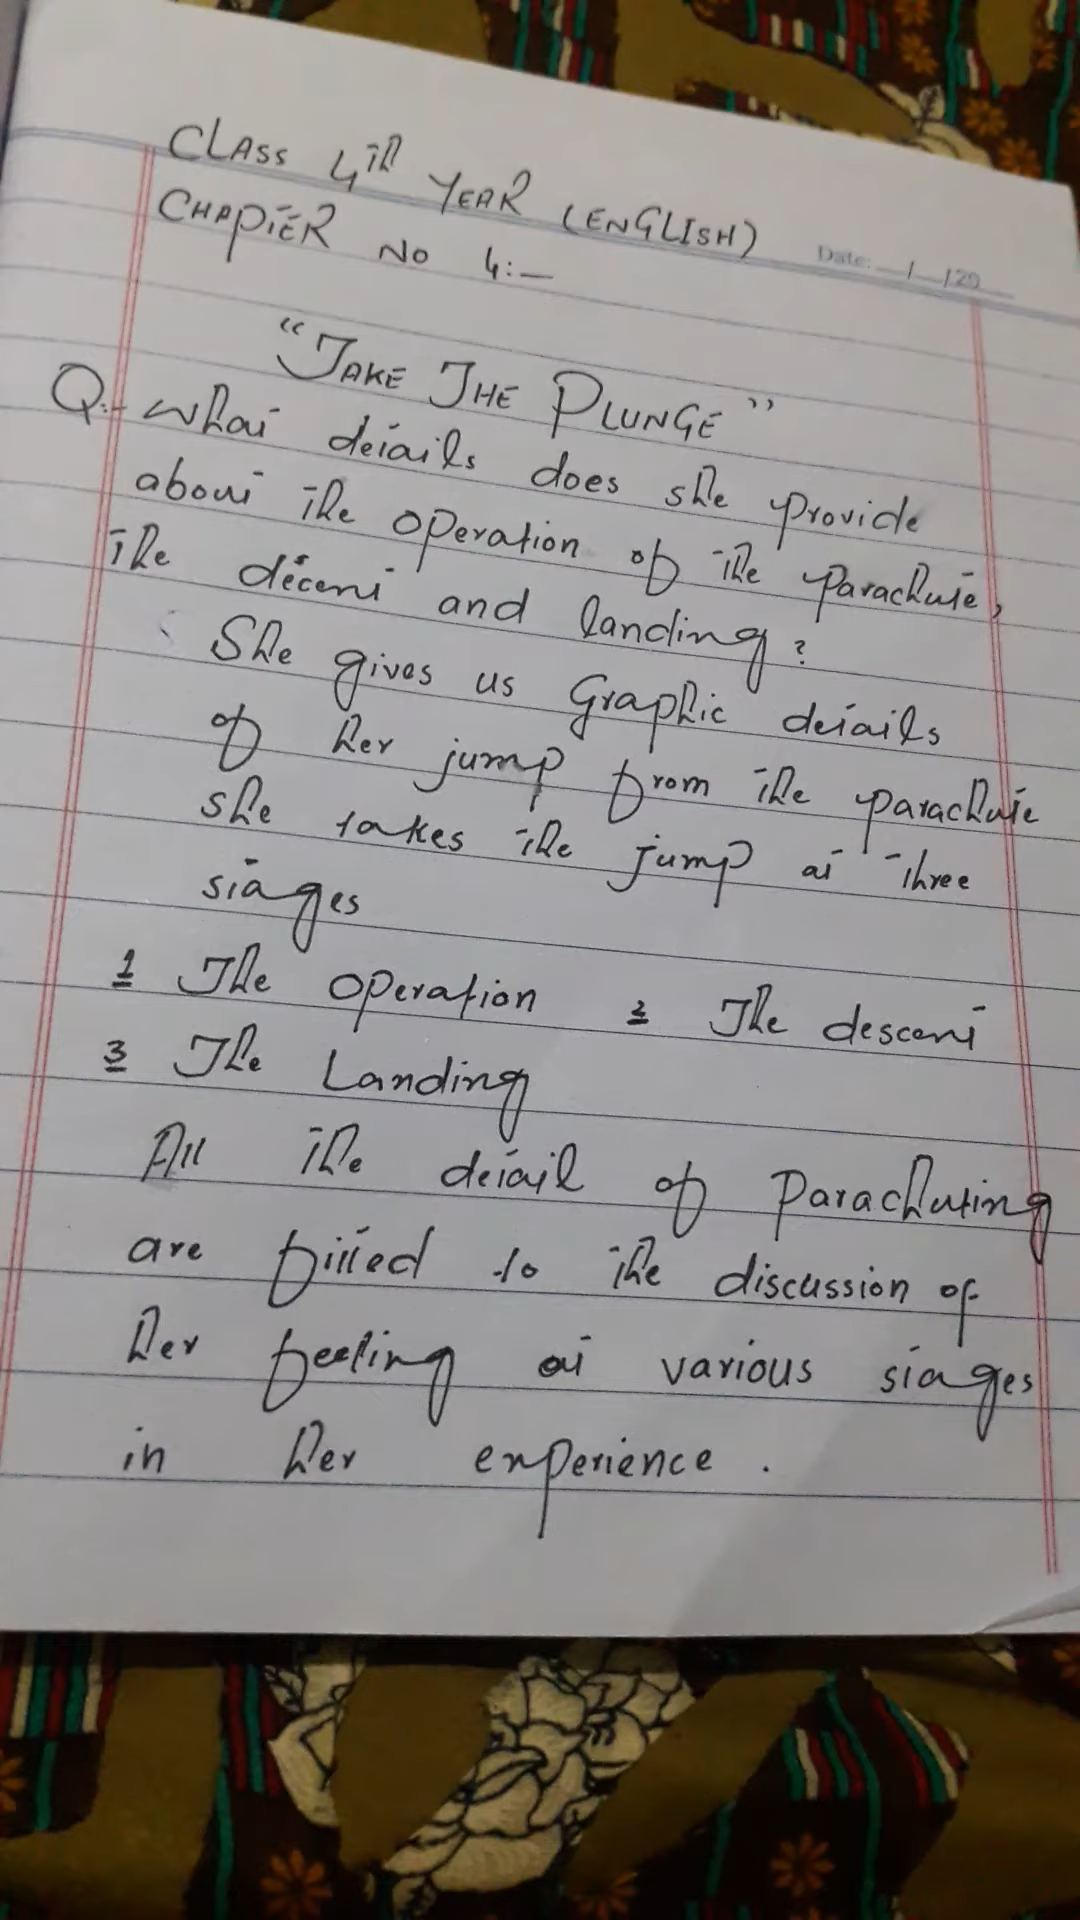 CLASS 4th YEAR (ENGLISH)
CHAPTER NO 4:-
Date: __/__/20__
"TAKE THE PLUNGE"
Q:- What details does she provide
about the operation of the parachute,
the decent and landing?
She gives us Graphic details
of her jump from the parachute
she takes the jump at three
stages
1 The operation 2 The descent
3 The Landing
All the detail of Parachuting
are fitted to the discussion of
her feeling at various stages
in her experience.